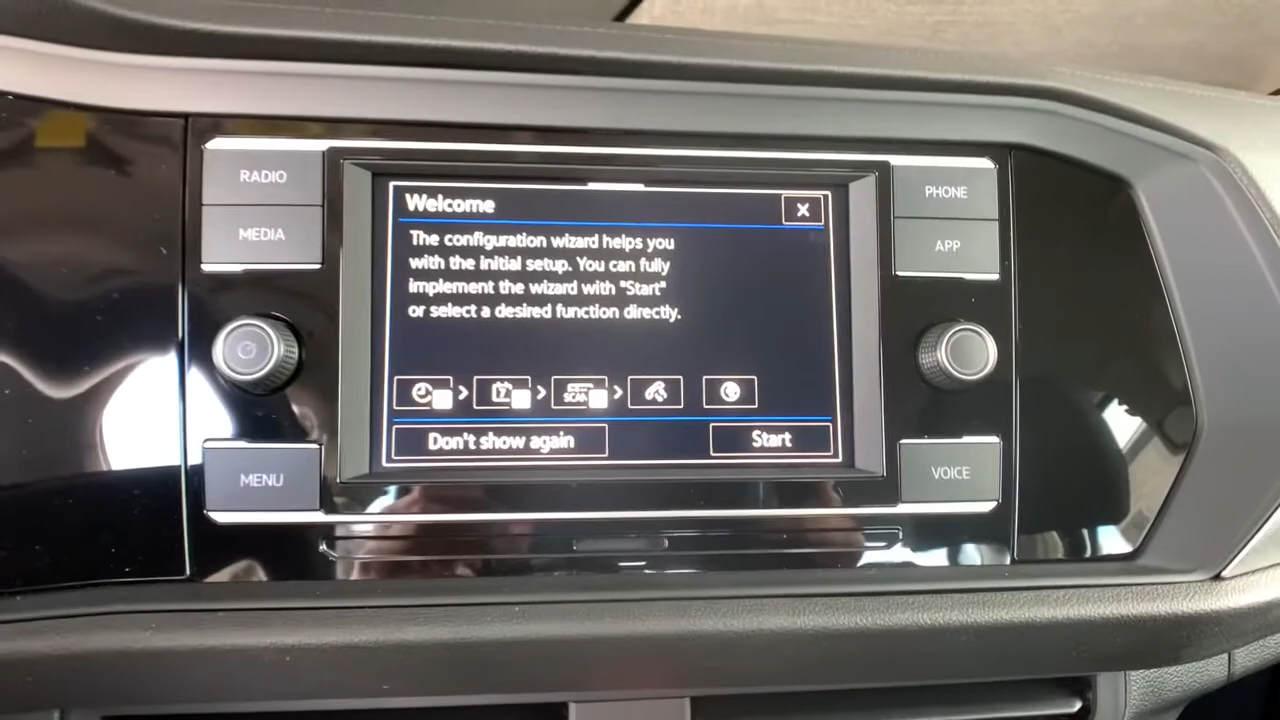 RADIO
MEDIA
MENU
Welcome
X
The configuration wizard helps you
with the initial setup. You can fully
implement the wizard with "Start"
or select a desired function directly.
SCAN
Don't show again
Start
PHONE
APP
VOICE